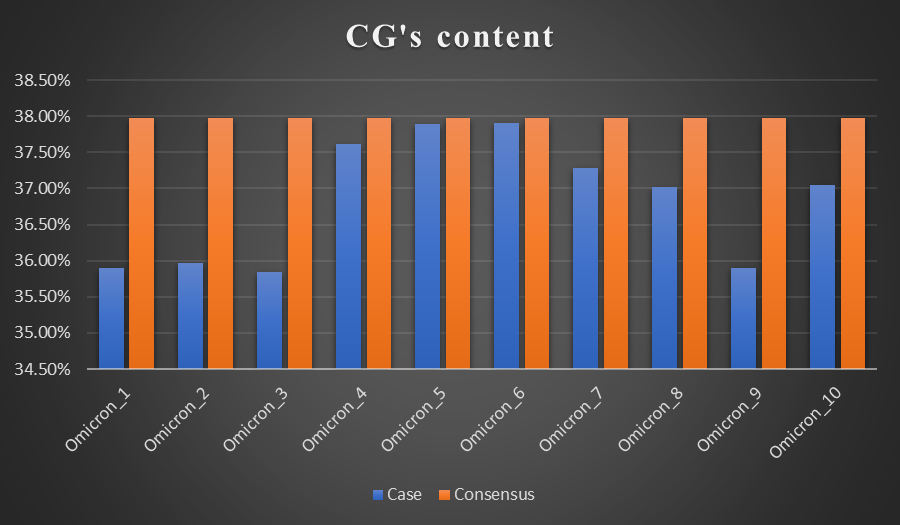 CG's content
38.50%
38.00%
37.50%
37.00%
36.50%
36.00%
35.50%
35.00%
34.50%
Omicron_1
Omicron_2
Omicron_3
Omicron_4
Omicron_5
Omicron_6
Omicron_7
Omicron_8
Omicron_9
Omicron_10
Case
Consensus